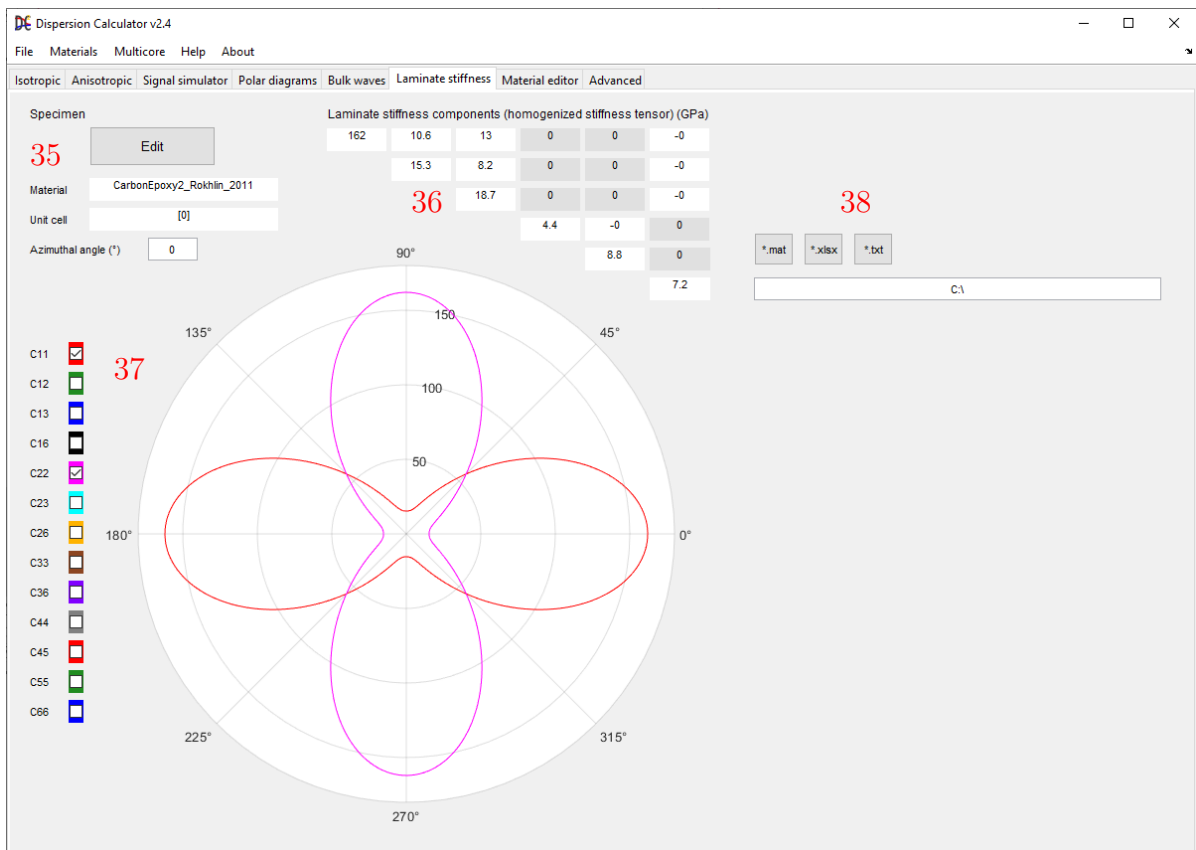 Dispersion Calculator v2.4
File Materials Multicore Help About
Isotropic Anisotropic Signal simulator Polar diagrams Bulk waves Laminate stiffness Material editor Advanced
Specimen
Laminate stiffness components (homogenized stiffness tensor) (GPa)
35
Edit
Material CarbonEpoxy2_Rokhlin_2011
Unit cell [0]
Azimuthal angle (°) 0
162 10.6 13 0 0 -0
15.3 8.2 0 0 -0
18.7 0 0 -0
4.4 -0 0
8.8 0
7.2
36
38
*.mat *.xlsx *.txt
C:\
37
C11
C12
C13
C16
C22
C23
C26
C33
C36
C44
C45
C55
C66
90°
135°
45°
150
100
50
180°
0°
225°
315°
270°